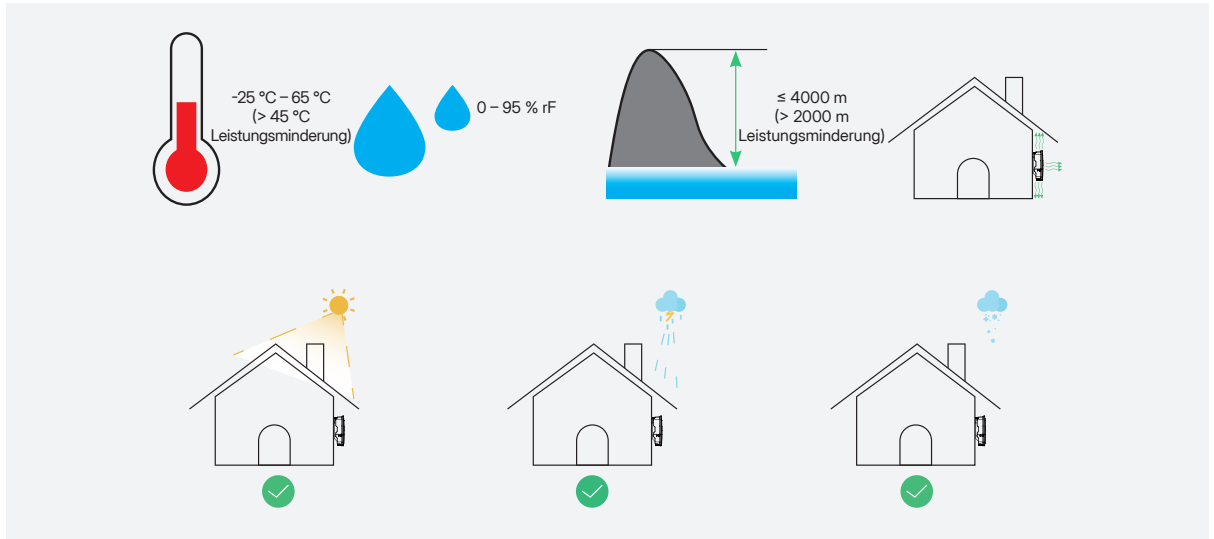 -25 °C – 65 °C
(> 45 °C
Leistungsminderung)
0 – 95 % rF
≤ 4000 m
(> 2000 m
Leistungsminderung)